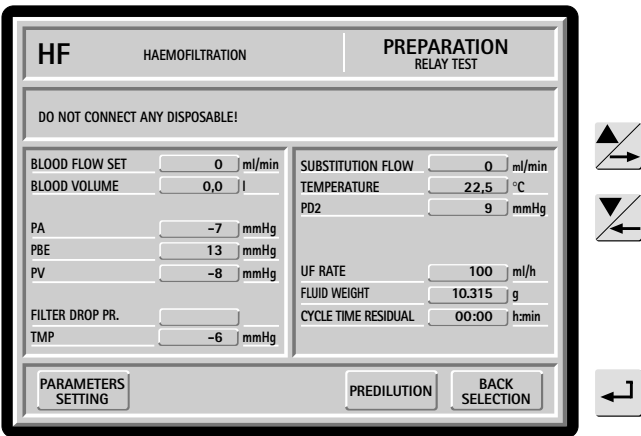 HF
HAEMOFILTRATION
PREPARATION
RELAY TEST
DO NOT CONNECT ANY DISPOSABLE!
BLOOD FLOW SET 0 ml/min
BLOOD VOLUME 0,0 l
PA –7 mmHg
PBE 13 mmHg
PV –8 mmHg
FILTER DROP PR.
TMP –6 mmHg
SUBSTITUTION FLOW 0 ml/min
TEMPERATURE 22,5 °C
PD2 9 mmHg
UF RATE 100 ml/h
FLUID WEIGHT 10.315 g
CYCLE TIME RESIDUAL 00:00 h:min
PARAMETERS
SETTING
PREDILUTION
BACK
SELECTION